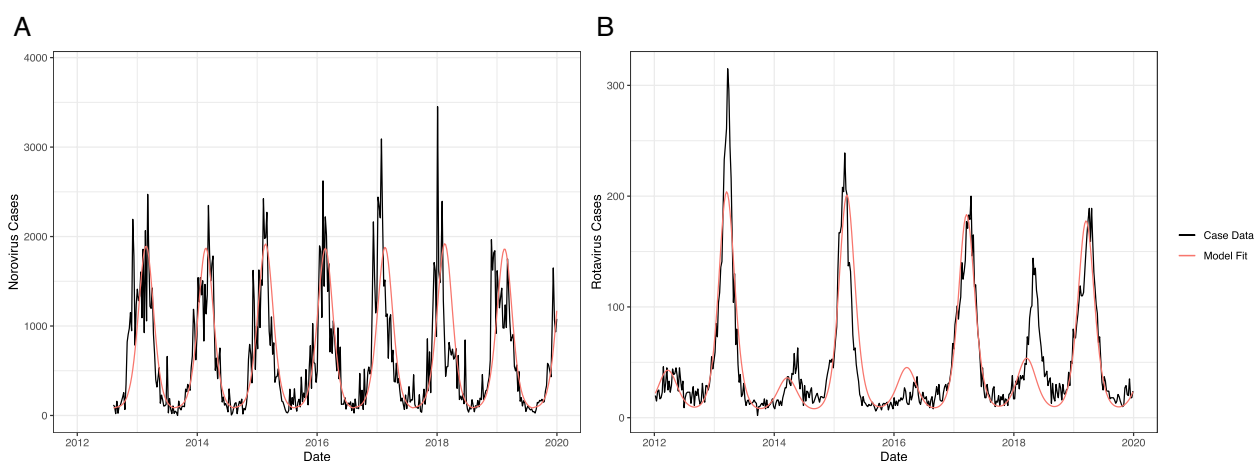 A
4000
3000
2000
1000
0
Norovirus Cases
2012
2014
2016
2018
2020
Date
B
300
200
100
0
Rotavirus Cases
2012
2014
2016
2018
2020
Date
Case Data
Model Fit